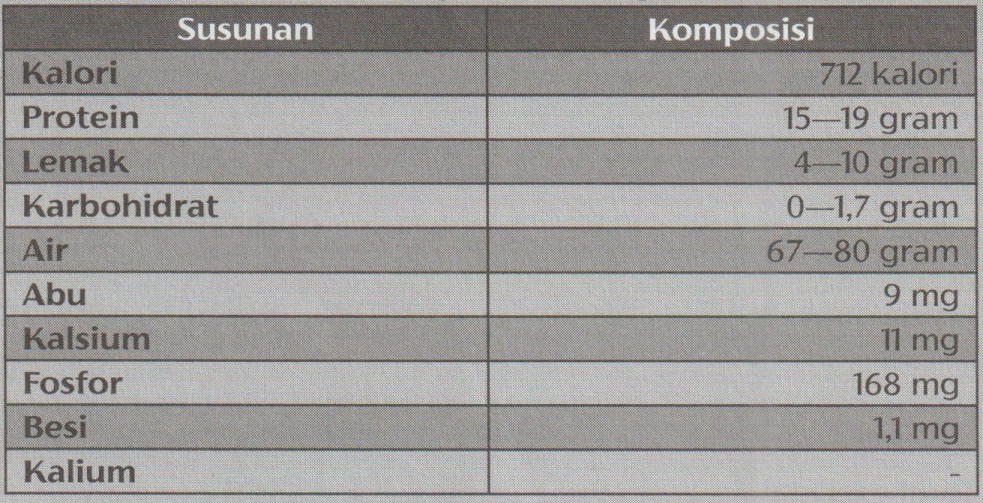 Susunan Komposisi
Kalori 712 kalori
Protein 15—19 gram
Lemak 4—10 gram
Karbohidrat 0—1,7 gram
Air 67—80 gram
Abu 9 mg
Kalsium 11 mg
Fosfor 168 mg
Besi 1,1 mg
Kalium -